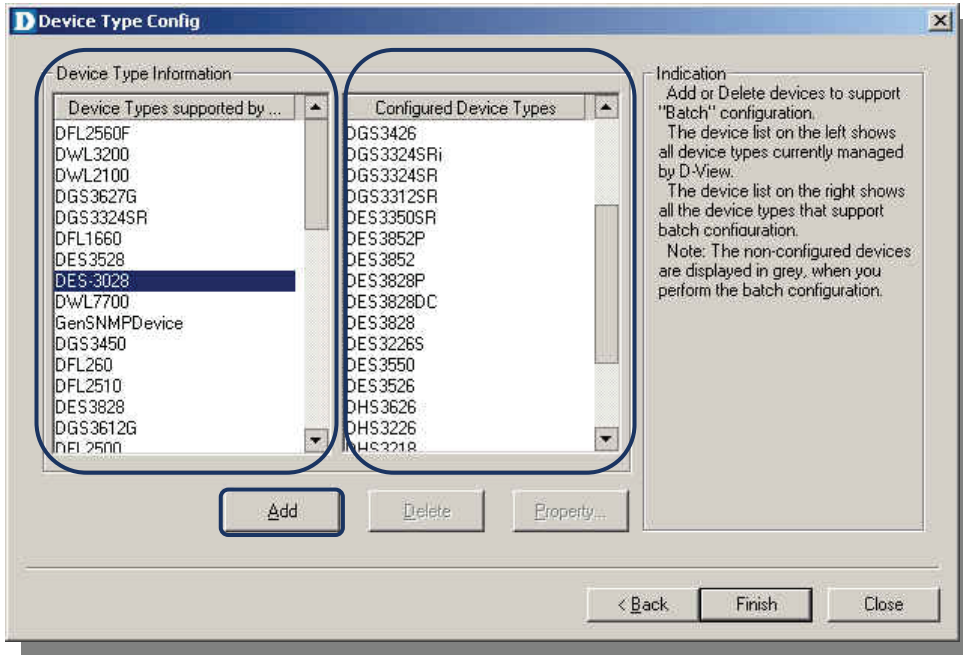 D Device Type Config
Device Type Information
Device Types supported by ...
DFL2560F
DWL3200
DWL2100
DGS3627G
DGS3324SR
DFL1660
DES3528
DES-3028
DWL7700
GenSNMPDevice
DGS3450
DFL260
DFL2510
DES3828
DGS3612G
DFL2500
Configured Device Types
DGS3426
DGS3324SRi
DGS3324SR
DGS3312SR
DES3350SR
DES3852P
DES3852
DES3828P
DES3828DC
DES3828
DES3226S
DES3550
DES3526
DHS3626
DHS3226
DHS3218
Indication
Add or Delete devices to support
"Batch" configuration.
The device list on the left shows
all device types currently managed
by D-View.
The device list on the right shows
all the device types that support
batch configuration.
Note: The non-configured devices
are displayed in grey, when you
perform the batch configuration.
Add
Delete
Property...
< Back
Finish
Close